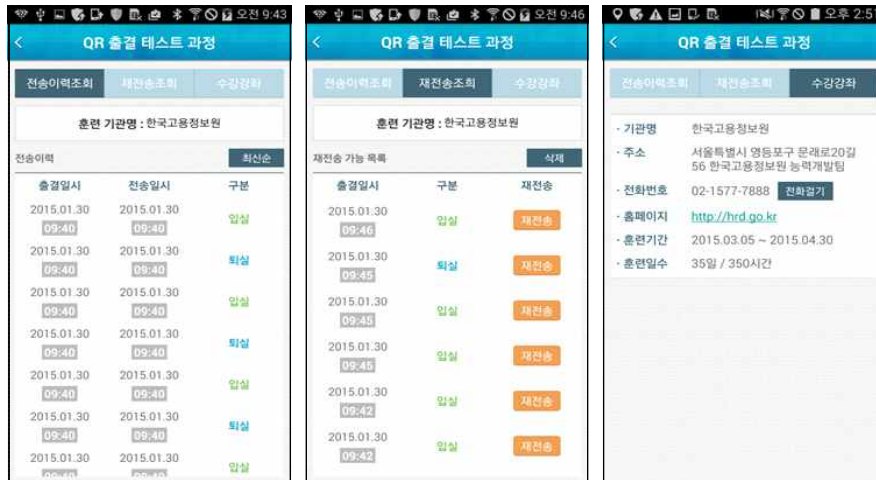 오전 9:43
QR 출결 테스트 과정
전송이력조회 재전송조회 수강강좌
훈련 기관명 : 한국고용정보원
전송이력 최신순
출결일시 전송일시 구분
2015.01.30 2015.01.30
09:40 09:40 입실
2015.01.30 2015.01.30
09:40 09:40 퇴실
2015.01.30 2015.01.30
09:40 09:40 입실
2015.01.30 2015.01.30
09:40 09:40 퇴실
2015.01.30 2015.01.30
09:40 09:40 입실
2015.01.30 2015.01.30
09:40 09:40 퇴실
2015.01.30 2015.01.30
09:40 09:40 입실
오전 9:46
QR 출결 테스트 과정
전송이력조회 재전송조회 수강강좌
훈련 기관명 : 한국고용정보원
재전송 가능 목록 삭제
출결일시 구분 재전송
2015.01.30
09:46 입실 재전송
2015.01.30
09:45 퇴실 재전송
2015.01.30
09:45 입실 재전송
2015.01.30
09:45 입실 재전송
2015.01.30
09:42 입실 재전송
2015.01.30
09:42 입실 재전송
오후 2:51
QR 출결 테스트 과정
전송이력조회 재전송조회 수강강좌
· 기관명 한국고용정보원
· 주소 서울특별시 영등포구 문래로20길
56 한국고용정보원 능력개발팀
· 전화번호 02-1577-7888 전화걸기
· 홈페이지 http://hrd.go.kr
· 훈련기간 2015.03.05 ~ 2015.04.30
· 훈련일수 35일 / 350시간